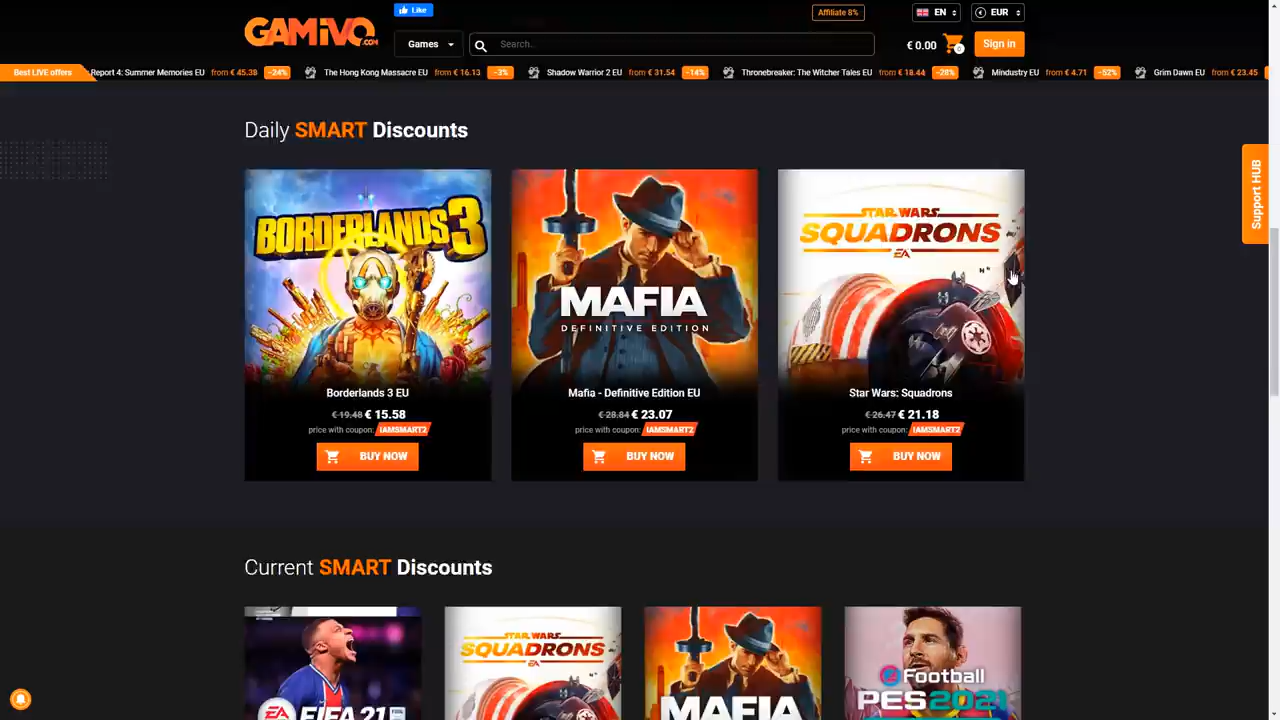 GAMIVO.COM
Like
Affiliate 8%
EN
EUR
Games
Search...
€ 0.00
0
Sign in
Best LIVE offers
Report 4: Summer Memories EU from € 45.38 -24%
The Hong Kong Massacre EU from € 16.13 -3%
Shadow Warrior 2 EU from € 31.54 -14%
Thronebreaker: The Witcher Tales EU from € 18.44 -28%
Mindustry EU from € 4.71 -52%
Grim Dawn EU from € 23.45
Support HUB
Daily SMART Discounts
BORDERLANDS 3
MAFIA
DEFINITIVE EDITION
STAR WARS
SQUADRONS
EA
Borderlands 3 EU
€ 19.48 € 15.58
price with coupon: IAMSMART2
BUY NOW
Mafia - Definitive Edition EU
€ 28.84 € 23.07
price with coupon: IAMSMART2
BUY NOW
Star Wars: Squadrons
€ 26.47 € 21.18
price with coupon: IAMSMART2
BUY NOW
Current SMART Discounts
EA
FIFA 21
STAR WARS
SQUADRONS
EA
MAFIA
eFootball
PES2021